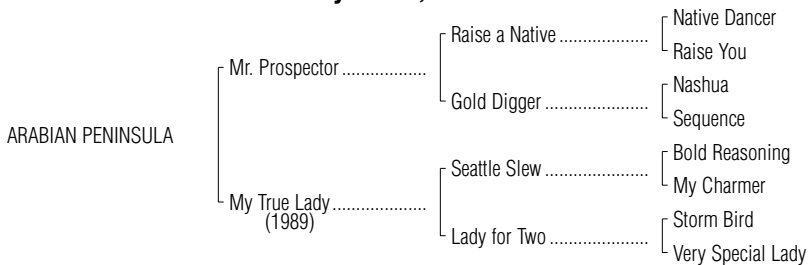 Native Dancer
Raise a Native ....................
Raise You
Mr. Prospector ...................
Nashua
Gold Digger .......................
Sequence
ARABIAN PENINSULA
Bold Reasoning
Seattle Slew .......................
My Charmer
My True Lady .....................
(1989)
Storm Bird
Lady for Two ......................
Very Special Lady